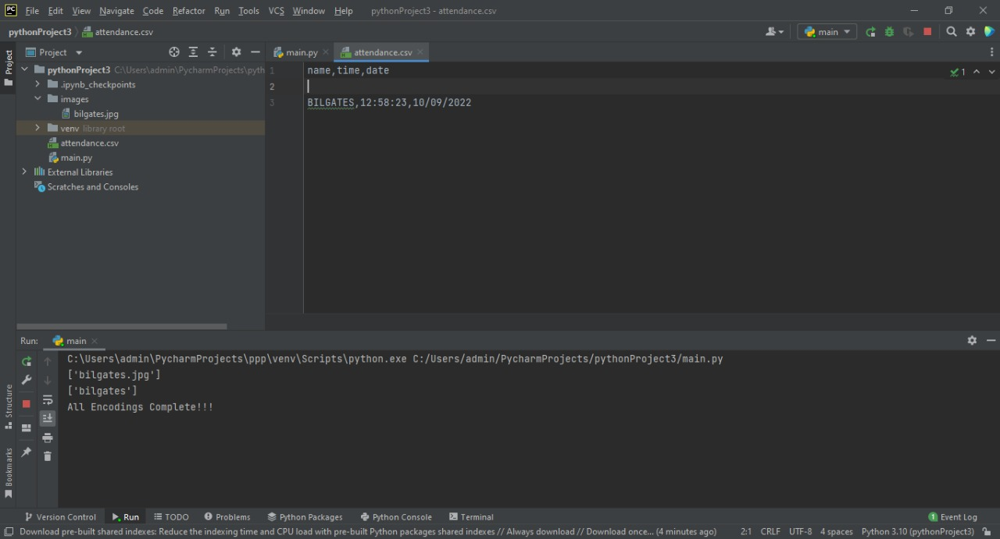 PC File Edit View Navigate Code Refactor Run Tools VCS Window Help pythonProject3 - attendance.csv
pythonProject3 attendance.csv main
Project Project main.py attendance.csv
pythonProject3 C:\Users\admin\PycharmProjects\pyth
.ipynb_checkpoints
images
bilgates.jpg
venv library root
attendance.csv
main.py
External Libraries
Scratches and Consoles
1 name,time,date 1
2
3 BILGATES,12:58:23,10/09/2022
Run: main
C:\Users\admin\PycharmProjects\ppp\venv\Scripts\python.exe C:/Users/admin/PycharmProjects/pythonProject3/main.py
['bilgates.jpg']
['bilgates']
All Encodings Complete!!!
Structure
Bookmarks
Version Control Run TODO Problems Python Packages Python Console Terminal 1 Event Log
Download pre-built shared indexes: Reduce the indexing time and CPU load with pre-built Python packages shared indexes // Always download // Download once... (4 minutes ago) 2:1 CRLF UTF-8 4 spaces Python 3.10 (pythonProject3)